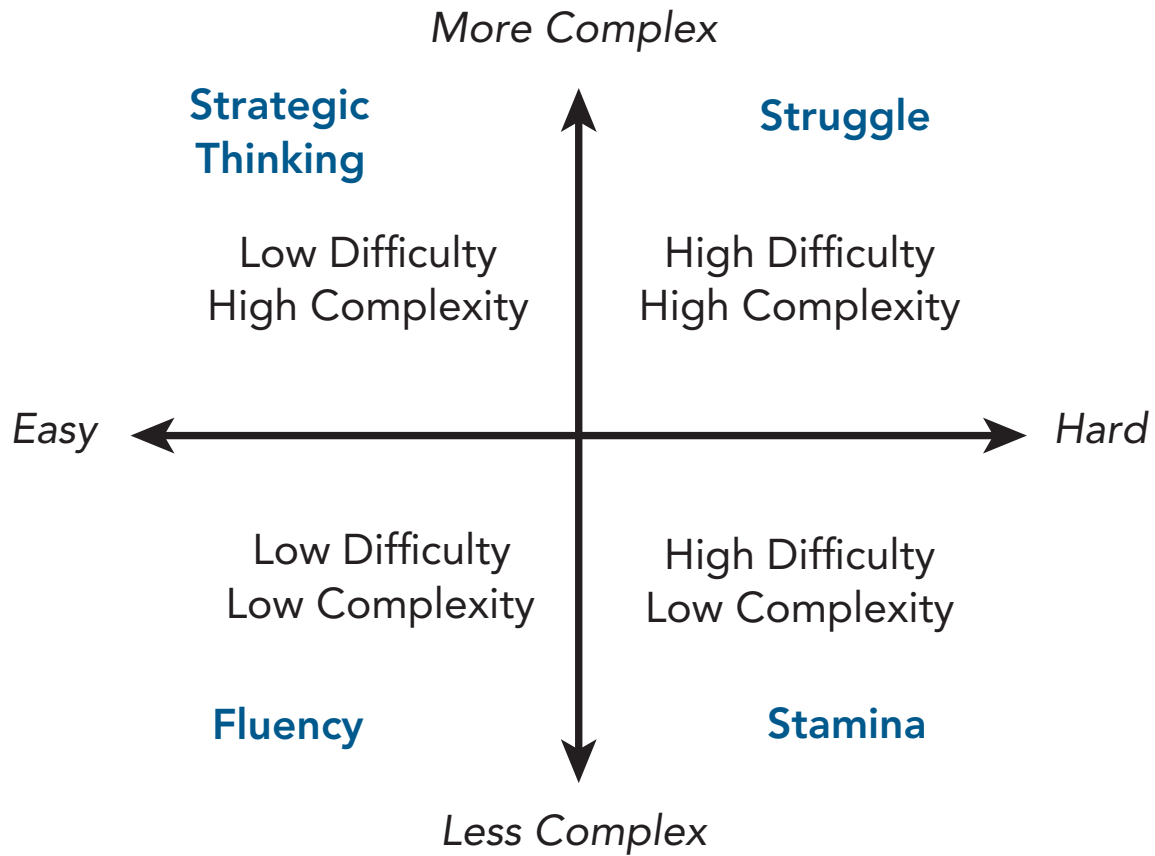 More Complex
Strategic
Thinking
Struggle
Low Difficulty
High Complexity
High Difficulty
High Complexity
Easy
Hard
Low Difficulty
Low Complexity
High Difficulty
Low Complexity
Fluency
Stamina
Less Complex